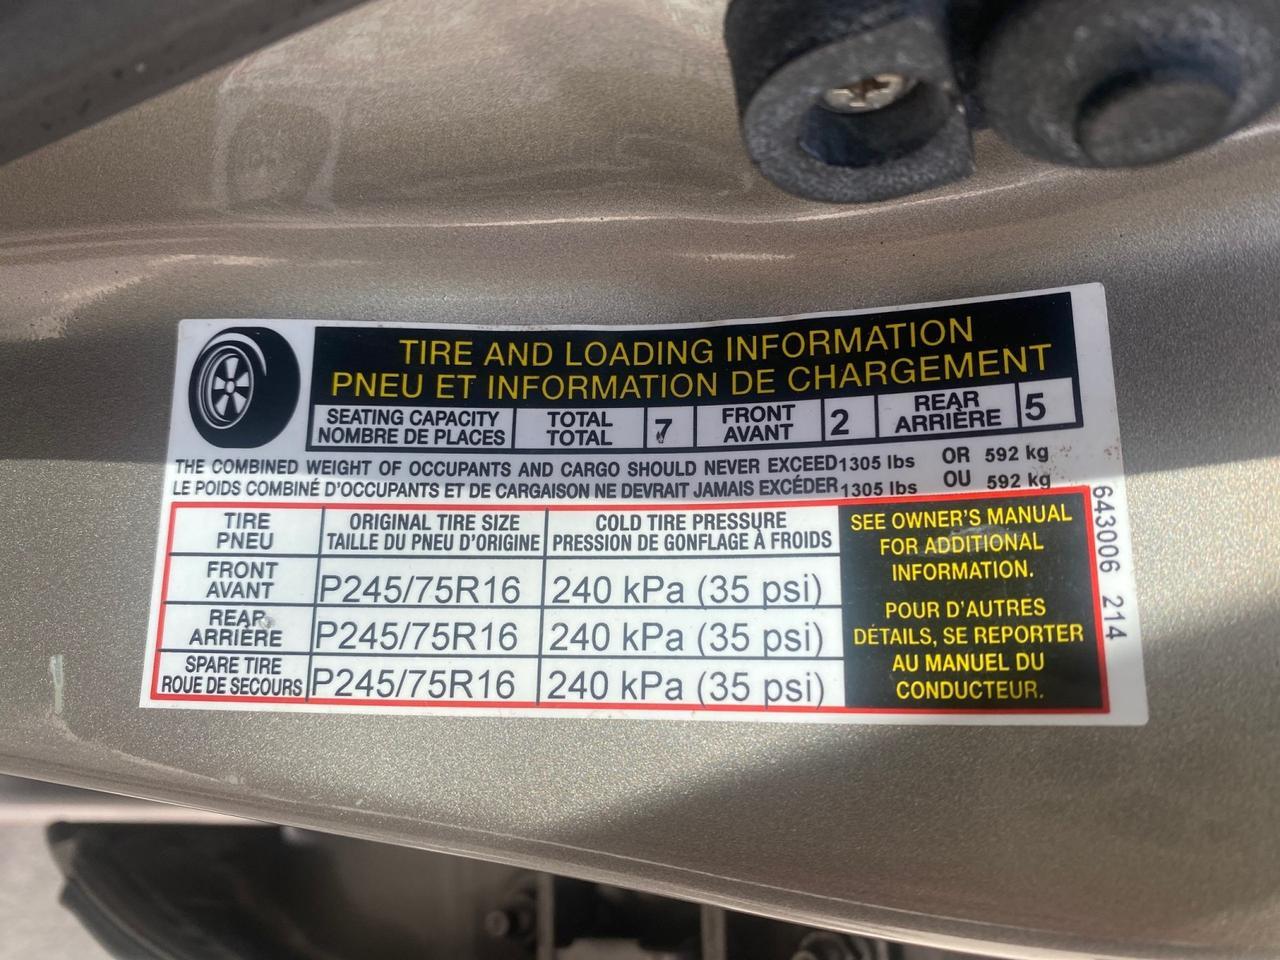 TIRE AND LOADING INFORMATION
PNEU ET INFORMATION DE CHARGEMENT
SEATING CAPACITY TOTAL 7 FRONT 2 REAR 5
NOMBRE DE PLACES TOTAL AVANT ARRIÈRE
THE COMBINED WEIGHT OF OCCUPANTS AND CARGO SHOULD NEVER EXCEED 1305 lbs OR 592 kg
LE POIDS COMBINÉ D'OCCUPANTS ET DE CARGAISON NE DEVRAIT JAMAIS EXCÉDER 1305 lbs OU 592 kg
TIRE ORIGINAL TIRE SIZE COLD TIRE PRESSURE
PNEU TAILLE DU PNEU D'ORIGINE PRESSION DE GONFLAGE À FROIDS
FRONT
AVANT P245/75R16 240 kPa (35 psi)
REAR
ARRIÈRE P245/75R16 240 kPa (35 psi)
SPARE TIRE
ROUE DE SECOURS P245/75R16 240 kPa (35 psi)
SEE OWNER'S MANUAL
FOR ADDITIONAL
INFORMATION.
POUR D'AUTRES
DÉTAILS, SE REPORTER
AU MANUEL DU
CONDUCTEUR.
643006 214